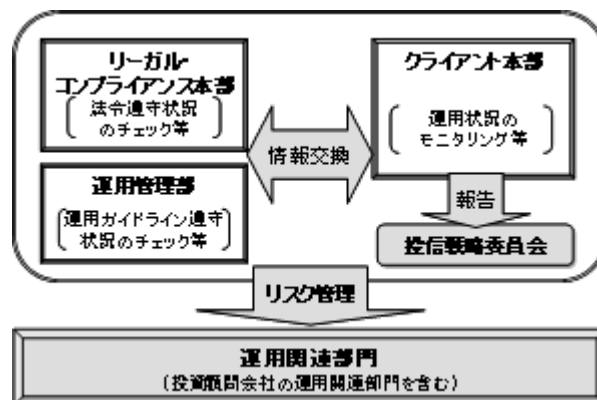 リーガル・
コンプライアンス本部
法令遵守状況
のチェック等
運用管理部
運用ガイドライン遵守
状況のチェック等
情報交換
クライアント本部
運用状況の
モニタリング等
報告
投信戦略委員会
リスク管理
運用関連部門
(投資顧問会社の運用関連部門を含む)